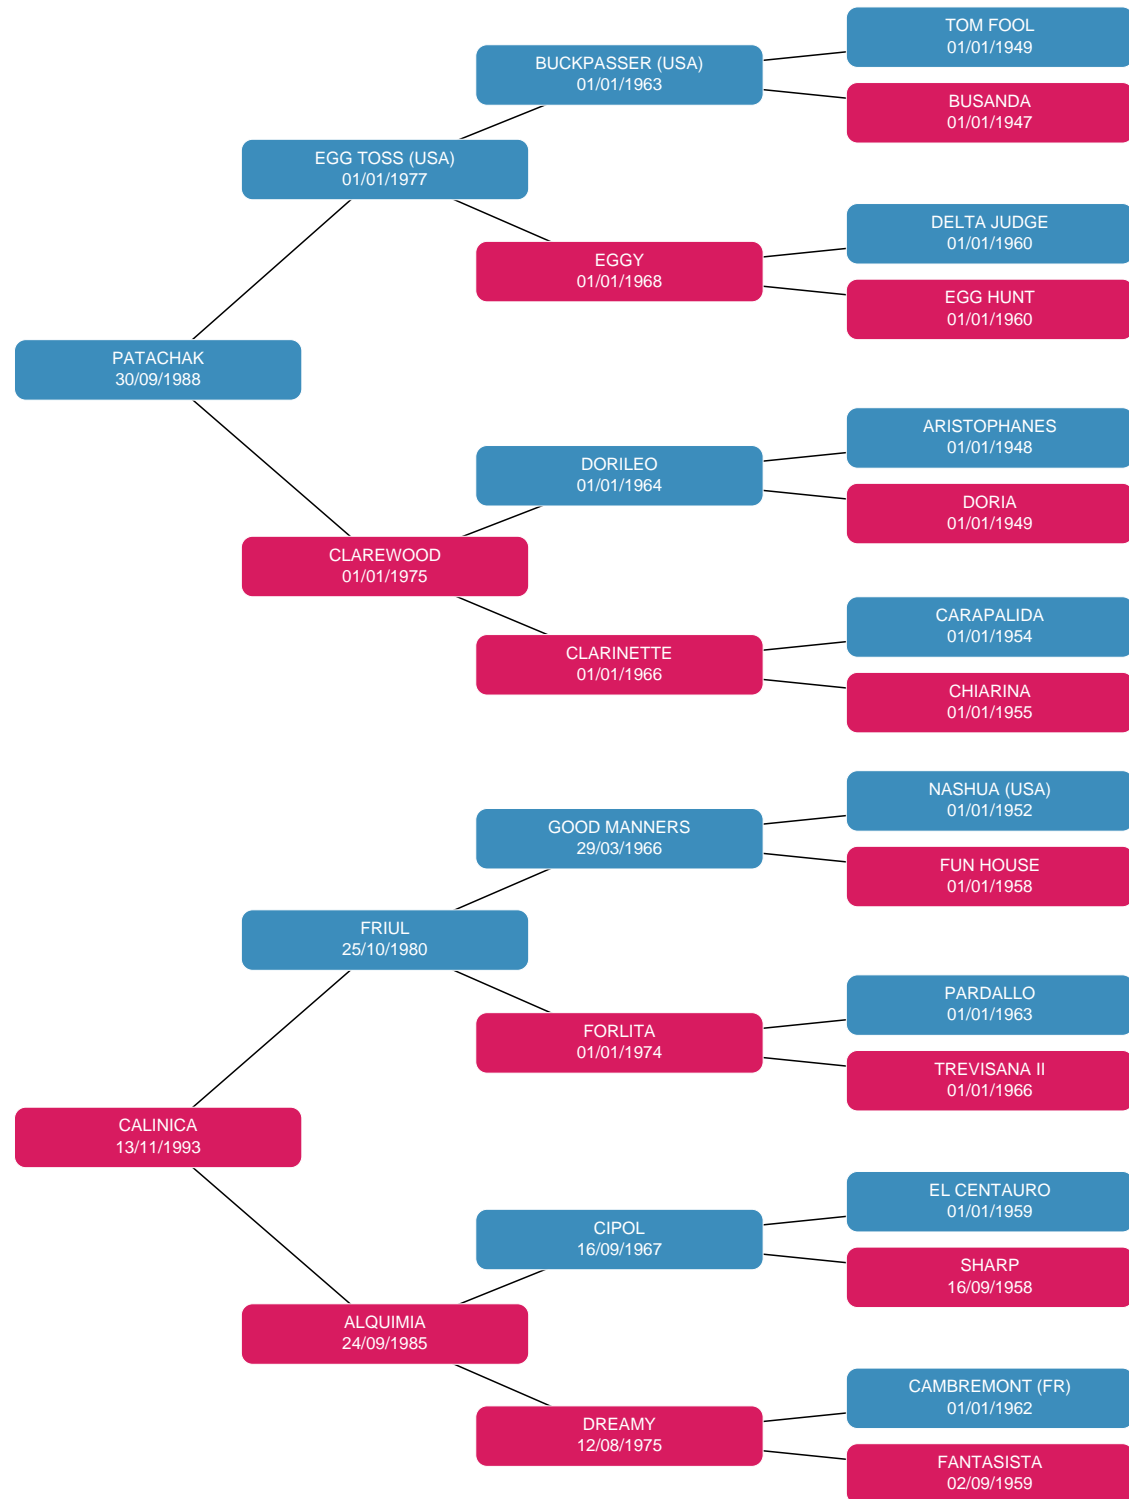 TOM FOOL
01/01/1949
BUCKPASSER (USA)
01/01/1963
BUSANDA
01/01/1947
EGG TOSS (USA)
01/01/1977
DELTA JUDGE
01/01/1960
EGGY
01/01/1968
EGG HUNT
01/01/1960
PATACHAK
30/09/1988
ARISTOPHANES
01/01/1948
DORILEO
01/01/1964
DORIA
01/01/1949
CLAREWOOD
01/01/1975
CARAPALIDA
01/01/1954
CLARINETTE
01/01/1966
CHIARINA
01/01/1955
NASHUA (USA)
01/01/1952
GOOD MANNERS
29/03/1966
FUN HOUSE
01/01/1958
FRIUL
25/10/1980
PARDALLO
01/01/1963
FORLITA
01/01/1974
TREVISANA II
01/01/1966
CALINICA
13/11/1993
EL CENTAURO
01/01/1959
CIPOL
16/09/1967
SHARP
16/09/1958
ALQUIMIA
24/09/1985
CAMBREMONT (FR)
01/01/1962
DREAMY
12/08/1975
FANTASISTA
02/09/1959